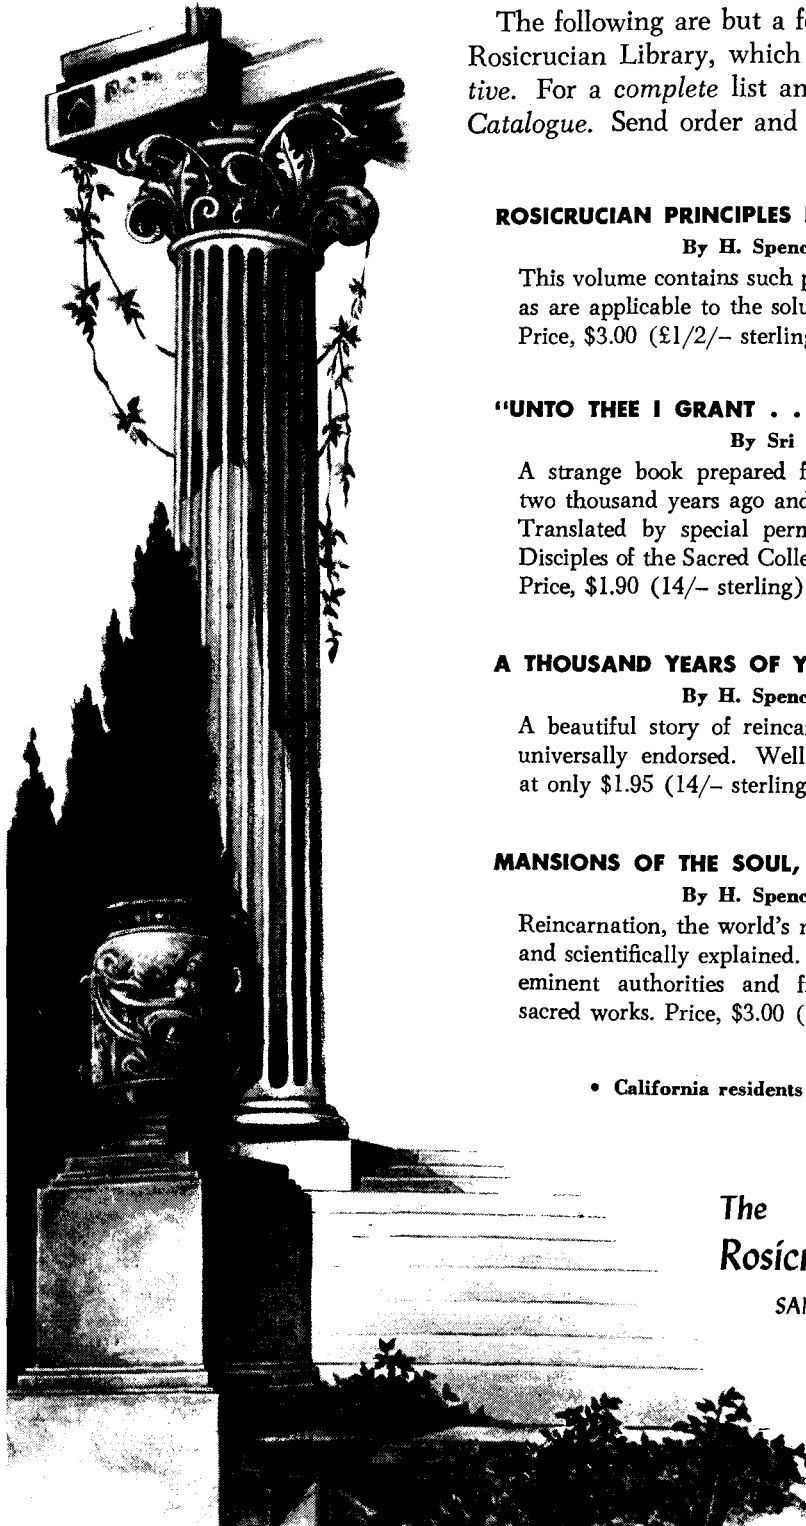 The following are but a
Rosicrucian Library, which
tive. For a complete list an
Catalogue. Send order and
ROSICRUCIAN PRINCIPLES
By H. Spenc
This volume contains such p
as are applicable to the solu
Price, $3.00 (£1/2/– sterling
“UNTO THEE I GRANT . .
By Sri
A strange book prepared f
two thousand years ago and
Translated by special perm
Disciples of the Sacred Colle
Price, $1.90 (14/– sterling)
A THOUSAND YEARS OF Y
By H. Spenc
A beautiful story of reincar
universally endorsed. Well
at only $1.95 (14/– sterling
MANSIONS OF THE SOUL,
By H. Spenc
Reincarnation, the world's
and scientifically explained.
eminent authorities and f
sacred works. Price, $3.00 (
• California residents
The
Rosicr
SAN